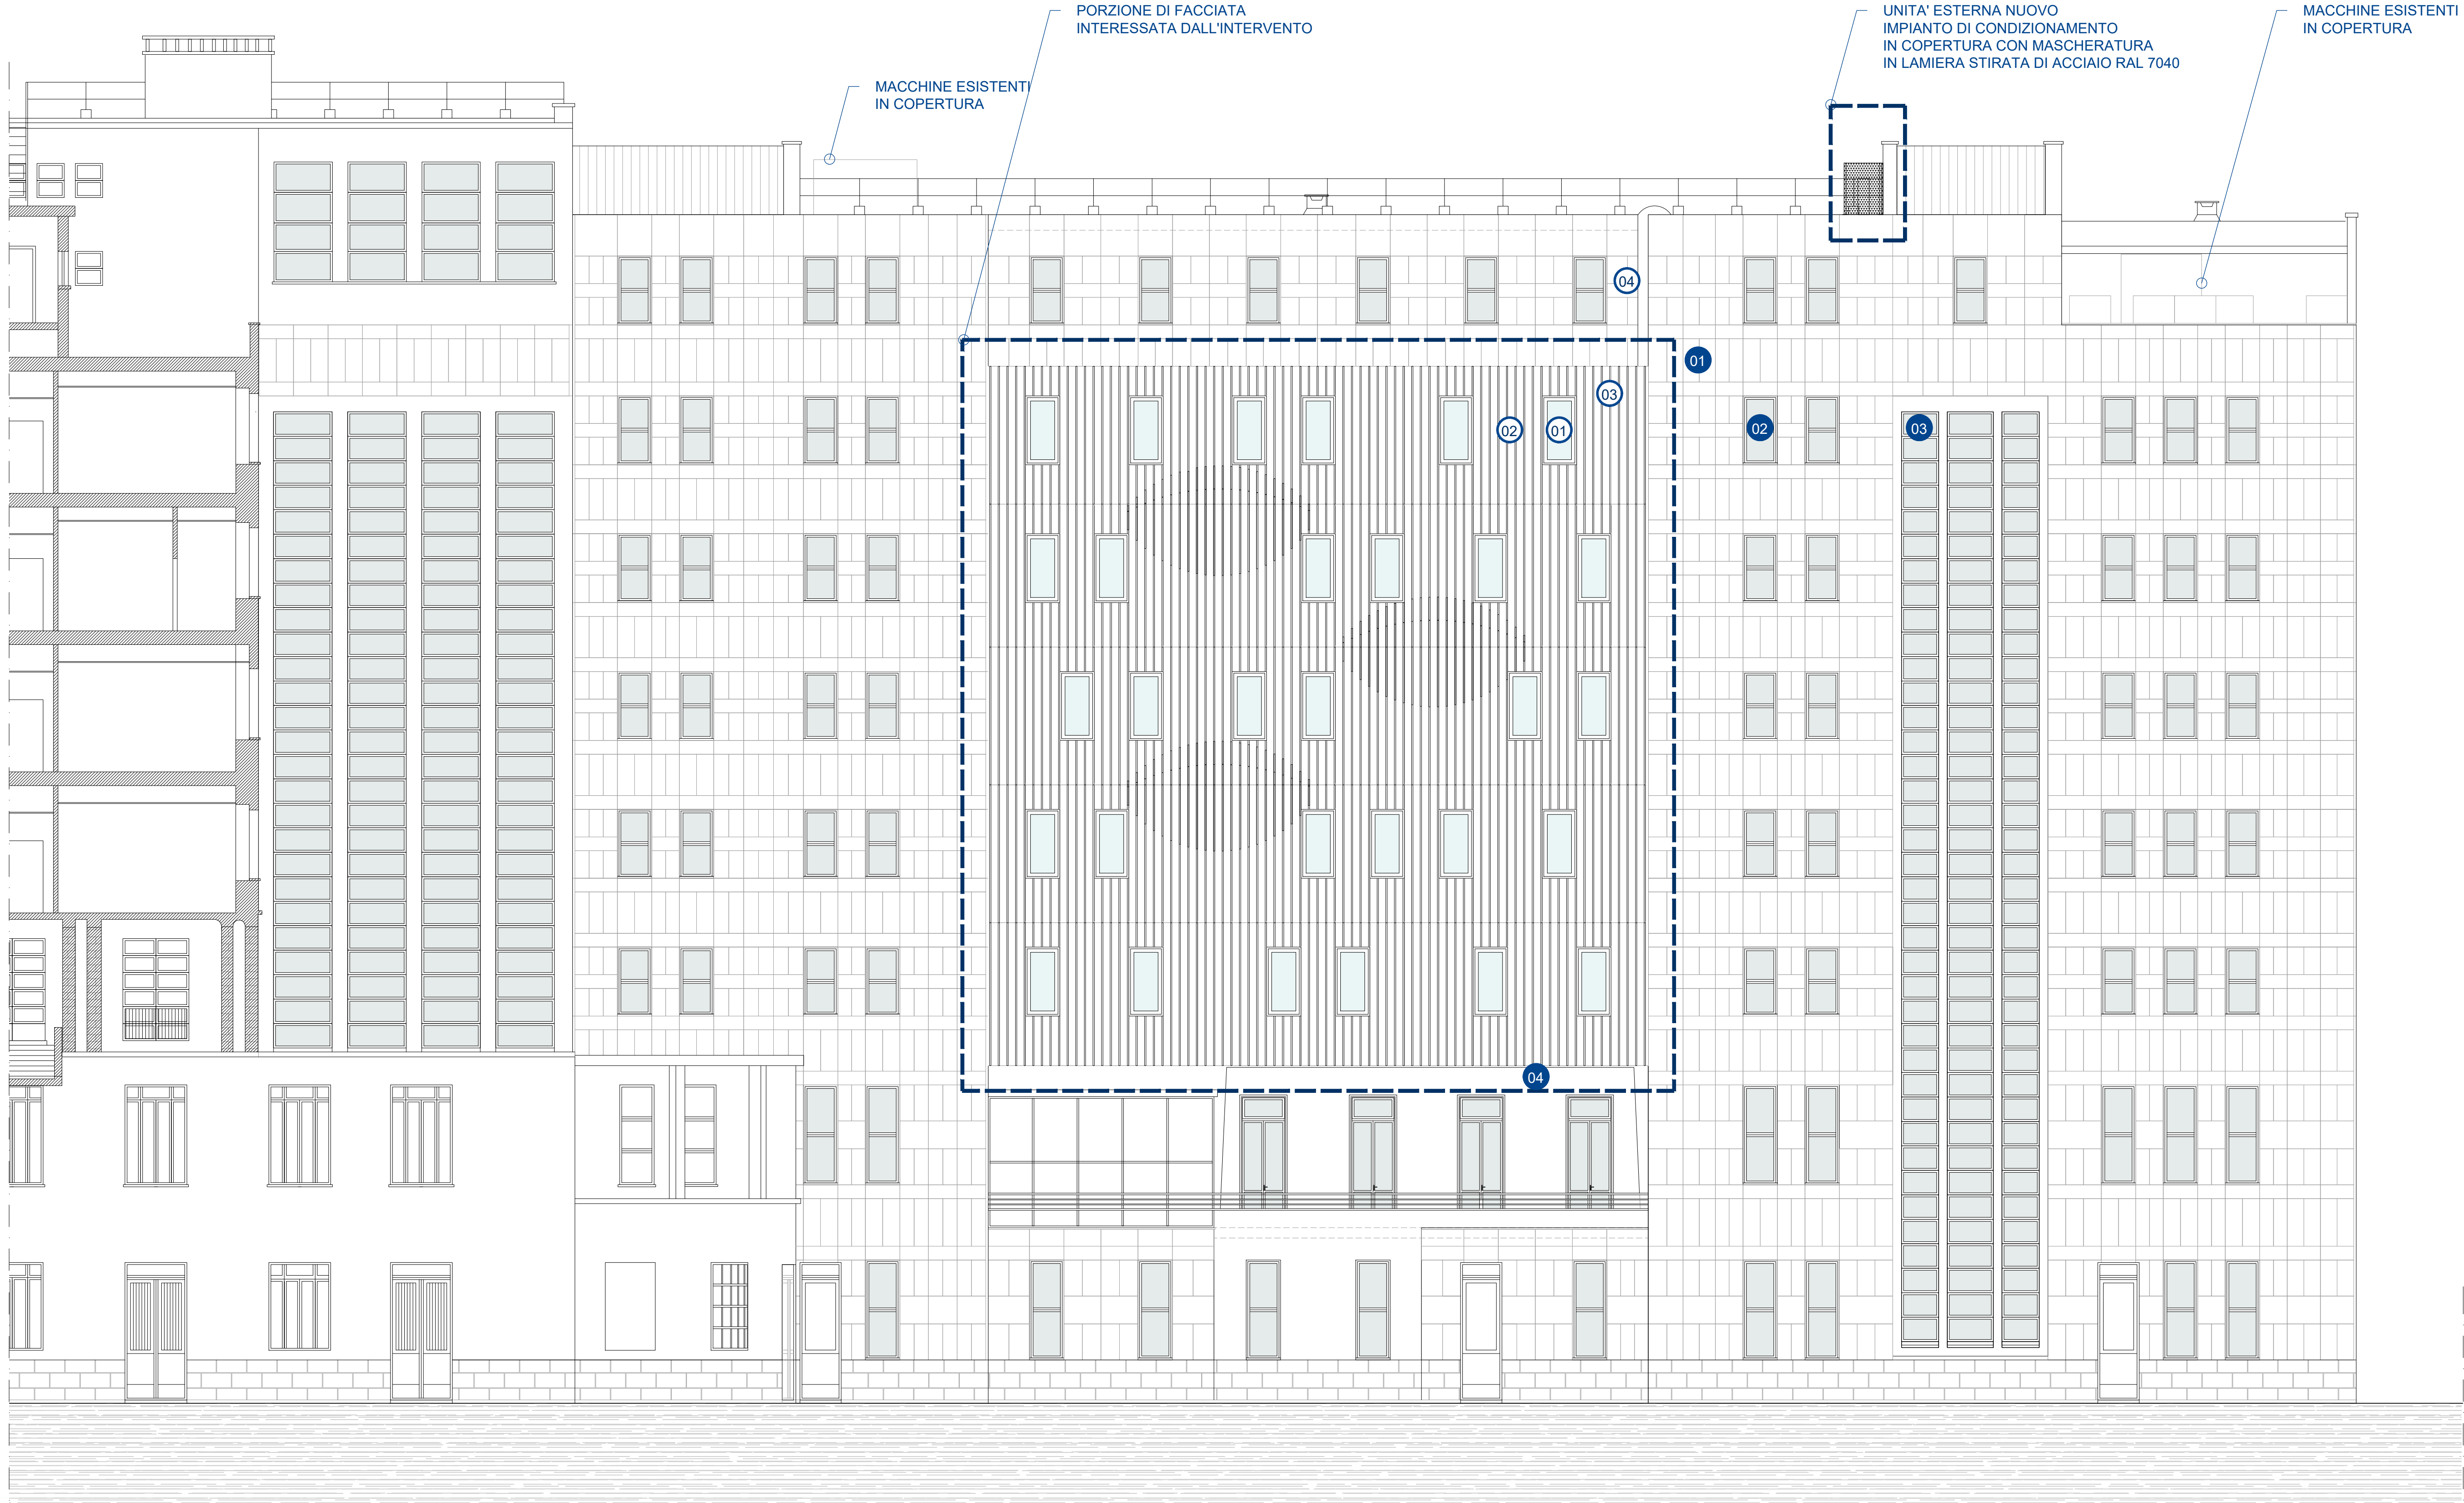 PORZIONE DI FACCIATA
INTERESSATA DALL'INTERVENTO
UNITA' ESTERNA NUOVO
IMPIANTO DI CONDIZIONAMENTO
IN COPERTURA CON MASCHERATURA
IN LAMIERA STIRATA DI ACCIAIO RAL 7040
MACCHINE ESISTENTI
IN COPERTURA
MACCHINE ESISTENTI
IN COPERTURA
04
01
03
02
01
02
03
04